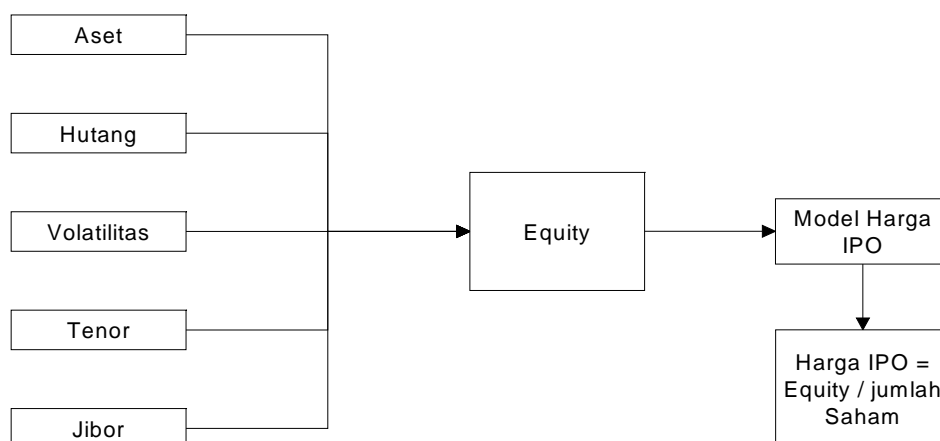 Aset
Hutang
Volatilitas
Tenor
Jibor
Equity
Model Harga
IPO
Harga IPO =
Equity / jumlah
Saham